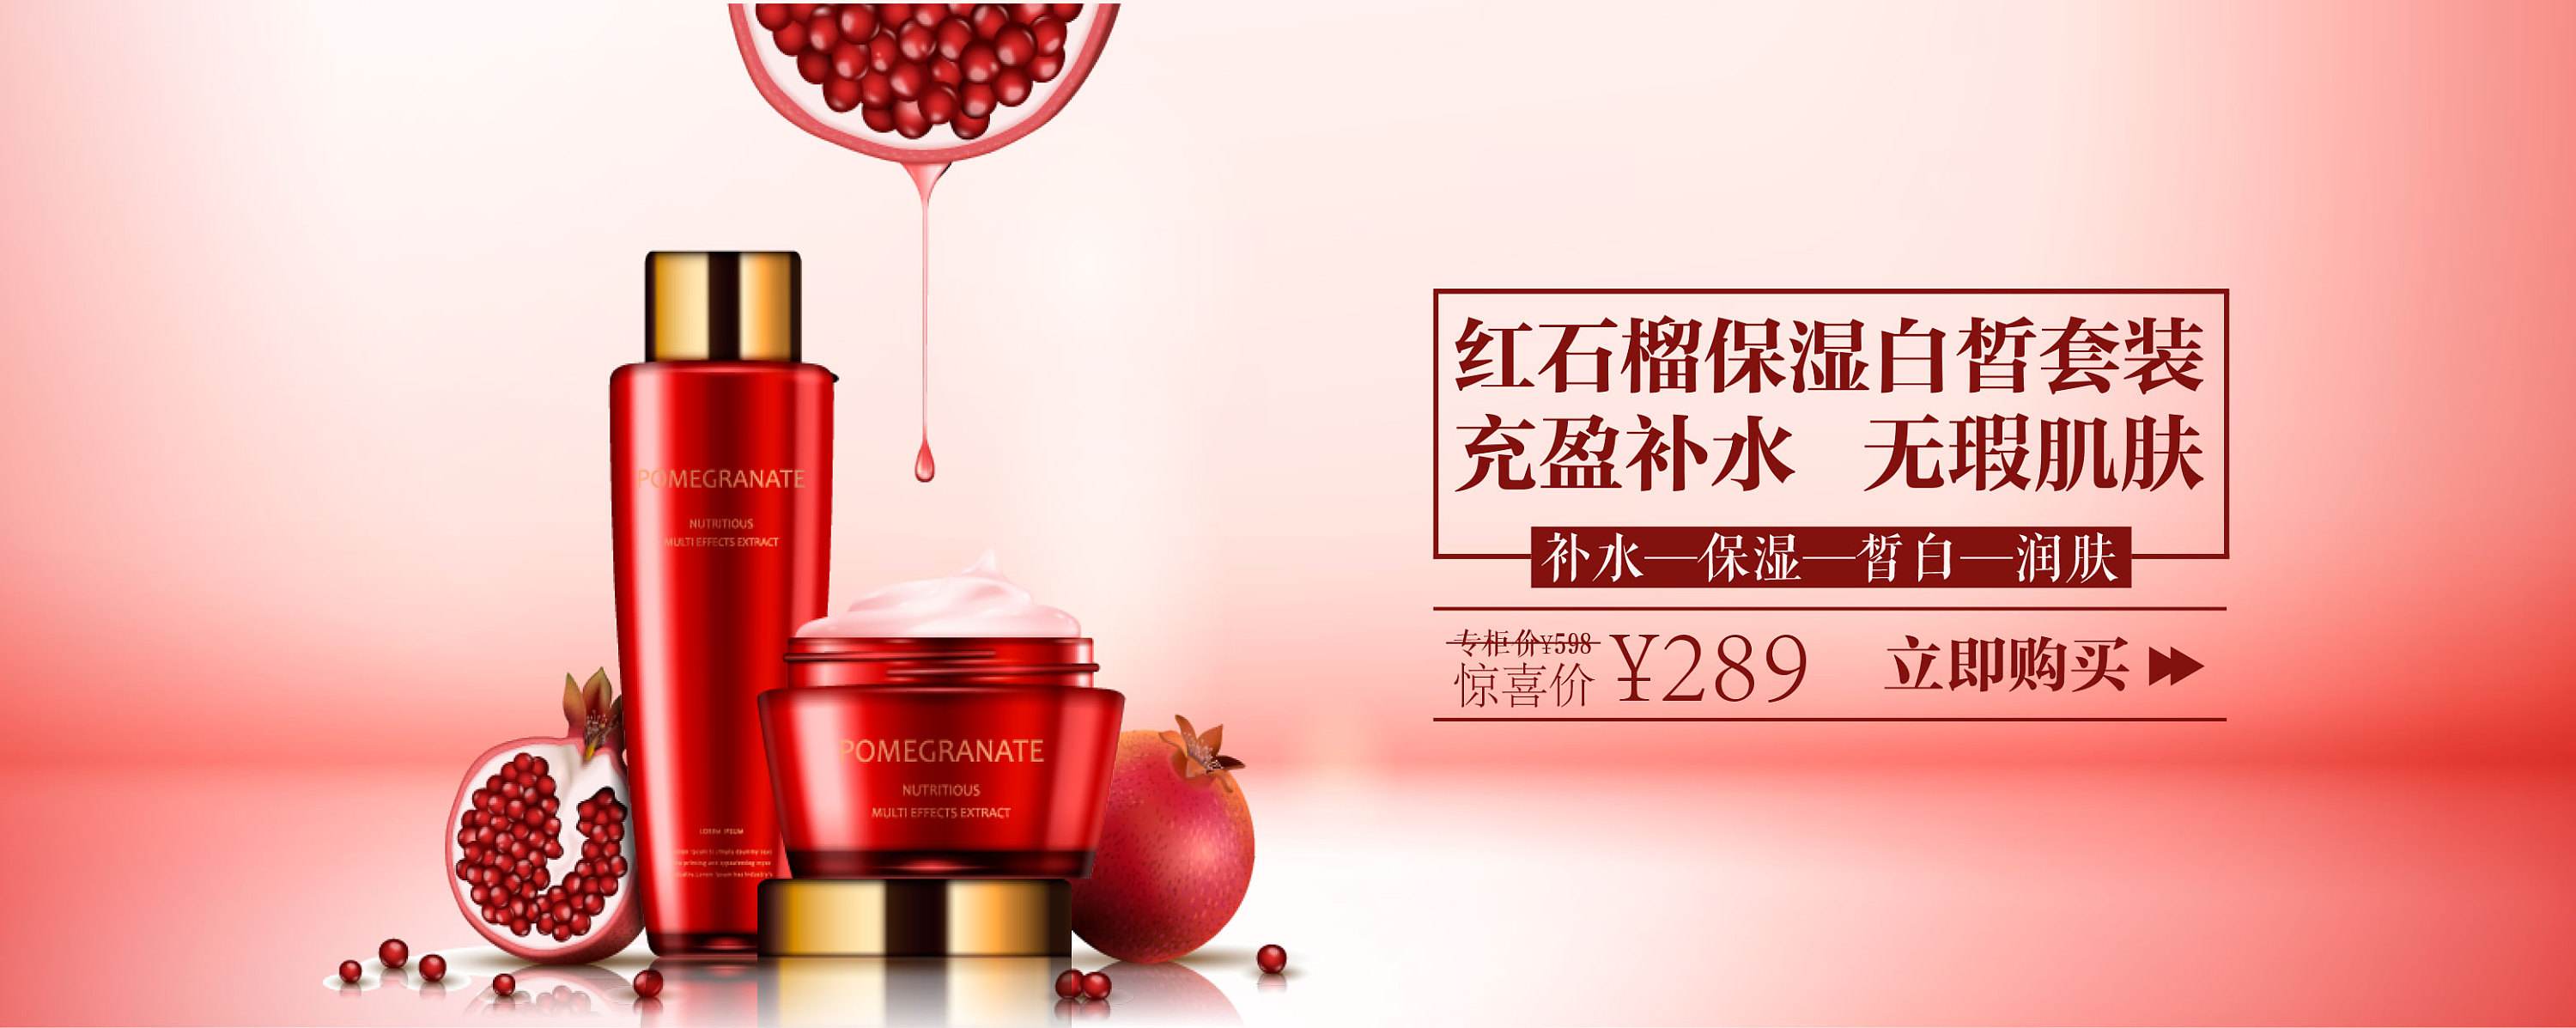 POMEGRANATE
NUTRITIOUS
MULTI EFFECTS EXTRACT
LOREM IPSUM
POMEGRANATE
NUTRITIOUS
MULTI EFFECTS EXTRACT
红石榴保湿白皙套装
充盈补水 无瑕肌肤
补水—保湿—皙白—润肤
专柜价¥598
惊喜价 ¥289
立即购买